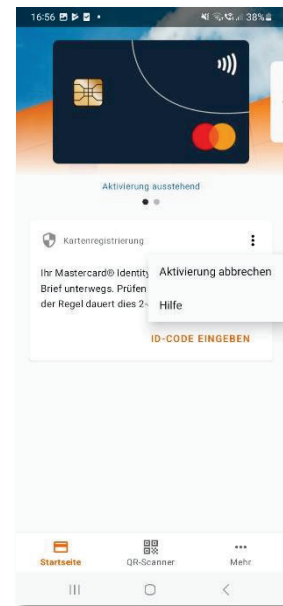 16:56 38%
Aktivierung ausstehend
Kartenregistrierung
Ihr Mastercard® Identity
Brief unterwegs. Prüfen
der Regel dauert dies 2-
Aktivierung abbrechen
Hilfe
ID-CODE EINGEBEN
Startseite QR-Scanner Mehr